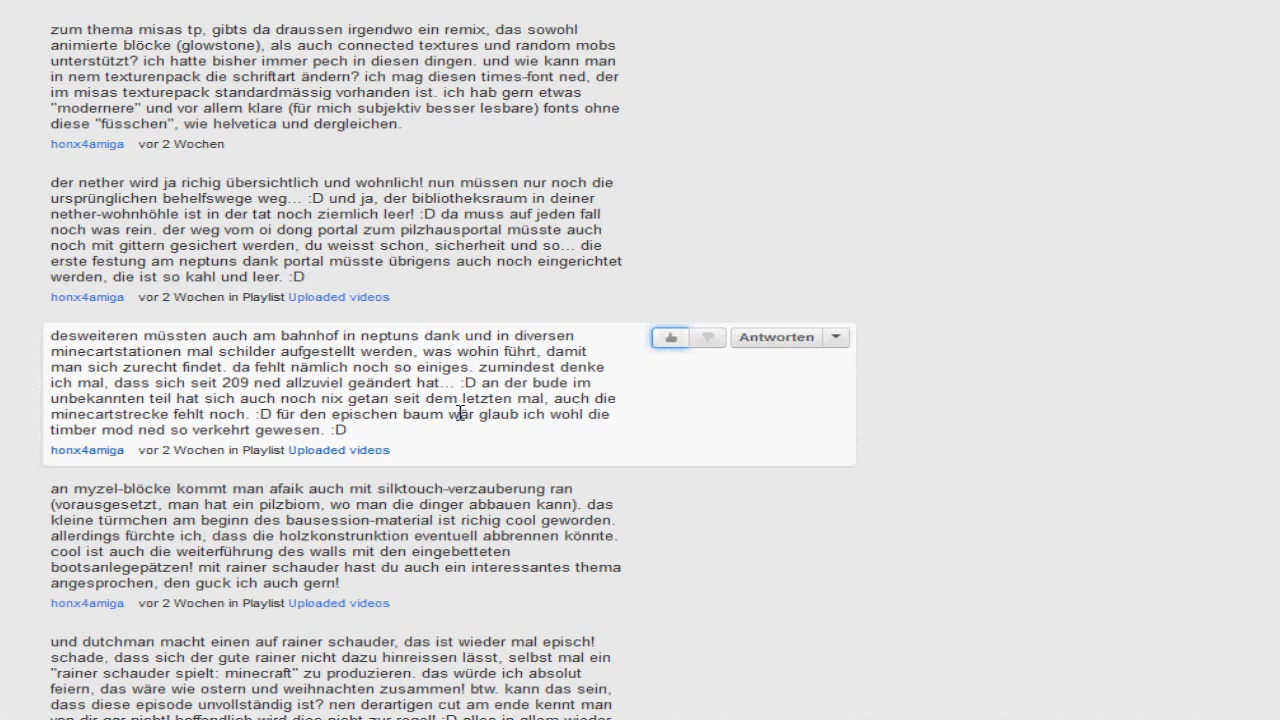 zum thema misas tp, gibts da draussen irgendwo ein remix, das sowohl
animierte blöcke (glowstone), als auch connected textures und random mobs
unterstützt? ich hatte bisher immer pech in diesen dingen. und wie kann man
in nem texturenpack die schriftart ändern? ich mag diesen times-font ned, der
im misas texturepack standardmässig vorhanden ist. ich hab gern etwas
"modernere" und vor allem klare (für mich subjektiv besser lesbare) fonts ohne
diese "füsschen", wie helvetica und dergleichen.
honx4amiga vor 2 Wochen
der nether wird ja richig übersichtlich und wohnlich! nun müssen nur noch die
ursprünglichen behelfswege weg... :D und ja, der bibliotheksraum in deiner
nether-wohnhöhle ist in der tat noch ziemlich leer! :D da muss auf jeden fall
noch was rein. der weg vom oi dong portal zum pilzhausportal müsste auch
noch mit gittern gesichert werden, du weisst schon, sicherheit und so... die
erste festung am neptuns dank portal müsste übrigens auch noch eingerichtet
werden, die ist so kahl und leer. :D
honx4amiga vor 2 Wochen in Playlist Uploaded videos
desweiteren müssten auch am bahnhof in neptuns dank und in diversen
minecartstationen mal schilder aufgestellt werden, was wohin führt, damit
man sich zurecht findet. da fehlt nämlich noch so einiges. zumindest denke
ich mal, dass sich seit 209 ned allzuviel geändert hat... :D an der bude im
unbekannten teil hat sich auch noch nix getan seit dem letzten mal, auch die
minecartstrecke fehlt noch. :D für den epischen baum wär glaub ich wohl die
timber mod ned so verkehrt gewesen. :D
Antworten
honx4amiga vor 2 Wochen in Playlist Uploaded videos
an myzel-blöcke kommt man afaik auch mit silktouch-verzauberung ran
(vorausgesetzt, man hat ein pilzbiom, wo man die dinger abbauen kann). das
kleine türmchen am beginn des bausession-material ist richig cool geworden.
allerdings fürchte ich, dass die holzkonstrunktion eventuell abbrennen könnte.
cool ist auch die weiterführung des walls mit den eingebetteten
bootsanlegepätzen! mit rainer schauder hast du auch ein interessantes thema
angesprochen, den guck ich auch gern!
honx4amiga vor 2 Wochen in Playlist Uploaded videos
und dutchman macht einen auf rainer schauder, das ist wieder mal episch!
schade, dass sich der gute rainer nicht dazu hinreissen lässt, selbst mal ein
"rainer schauder spielt: minecraft" zu produzieren. das würde ich absolut
feiern, das wäre wie ostern und weihnachten zusammen! btw. kann das sein,
dass diese episode unvollständig ist? nen derartigen cut am ende kennt man
von dir gar nicht! hoffendlich wird dies nicht zur regel! :D alles in allem wieder